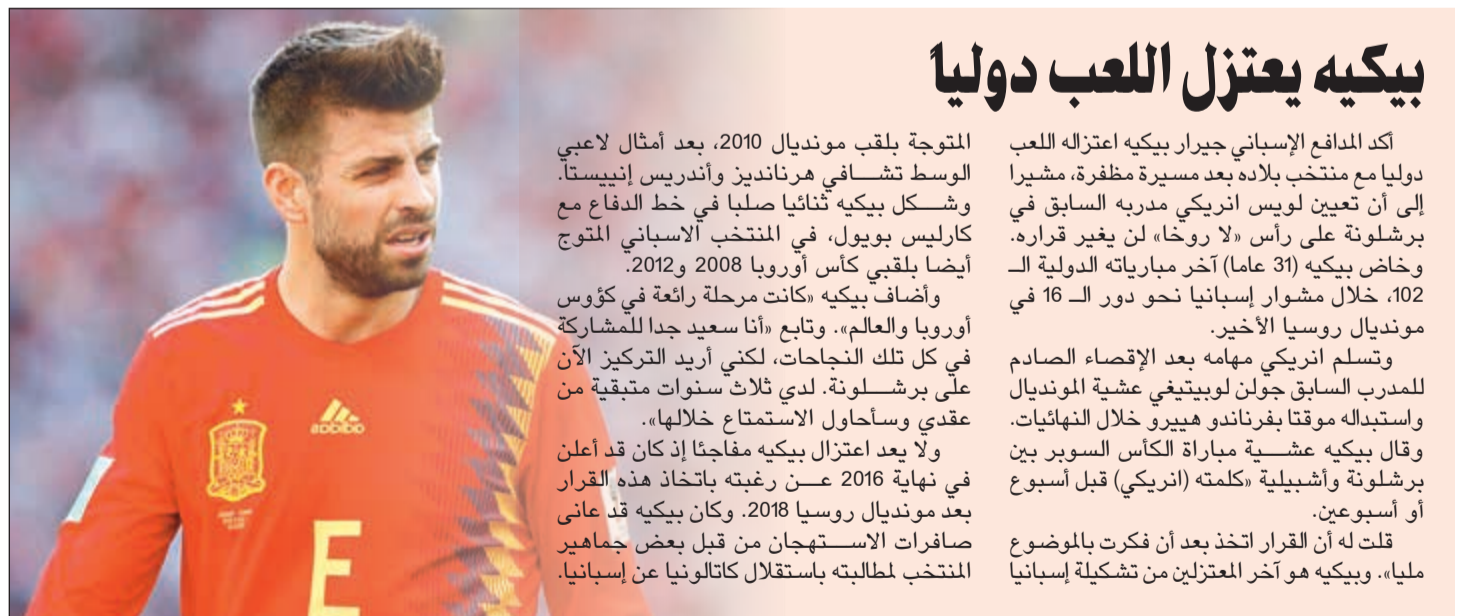 بيكيه يعتزل اللعب دولياً
أكد المدافع الإسباني جيرار بيكيه اعتزاله اللعب
دوليا مع منتخب بلاده بعد مسيرة مظفرة، مشيرا
إلى أن تعيين لويس انريكي مدربه السابق في
برشلونة على رأس «لا روخا» لن يغير قراره.
وخاض بيكيه (31 عاما) آخر مبارياته الدولية الـ
102، خلال مشوار إسبانيا نحو دور الـ 16 في
مونديال روسيا الأخير.
وتسلم انريكي مهامه بعد الإقصاء الصادم
للمدرب السابق جولن لوبيتيغي عشية المونديال
واستبداله موقتا بفرناندو هييرو خلال النهائيات.
وقال بيكيه عشية مباراة الكأس السوبر بين
برشلونة وأشبيلية «كلمته (انريكي) قبل أسبوع
أو أسبوعين.
قلت له أن القرار اتخذ بعد أن فكرت بالموضوع
مليا». وبيكيه هو آخر المعتزلين من تشكيلة إسبانيا
المتوجة بلقب مونديال 2010، بعد أمثال لاعبي
الوسط تشافي هرنانديز وأندريس إنييستا.
وشكل بيكيه ثنائيا صلبا في خط الدفاع مع
كارليس بويول، في المنتخب الاسباني المتوج
أيضا بلقبي كأس أوروبا 2008 و2012.
وأضاف بيكيه «كانت مرحلة رائعة في كؤوس
أوروبا والعالم». وتابع «أنا سعيد جدا للمشاركة
في كل تلك النجاحات، لكني أريد التركيز الآن
على برشلونة. لدي ثلاث سنوات متبقية من
عقدي وسأحاول الاستمتاع خلالها».
ولا يعد اعتزال بيكيه مفاجئا إذ كان قد أعلن
في نهاية 2016 عن رغبته باتخاذ هذه القرار
بعد مونديال روسيا 2018. وكان بيكيه قد عانى
صافرات الاستهجان من قبل بعض جماهير
المنتخب لمطالبته باستقلال كاتالونيا عن إسبانيا.
adidas